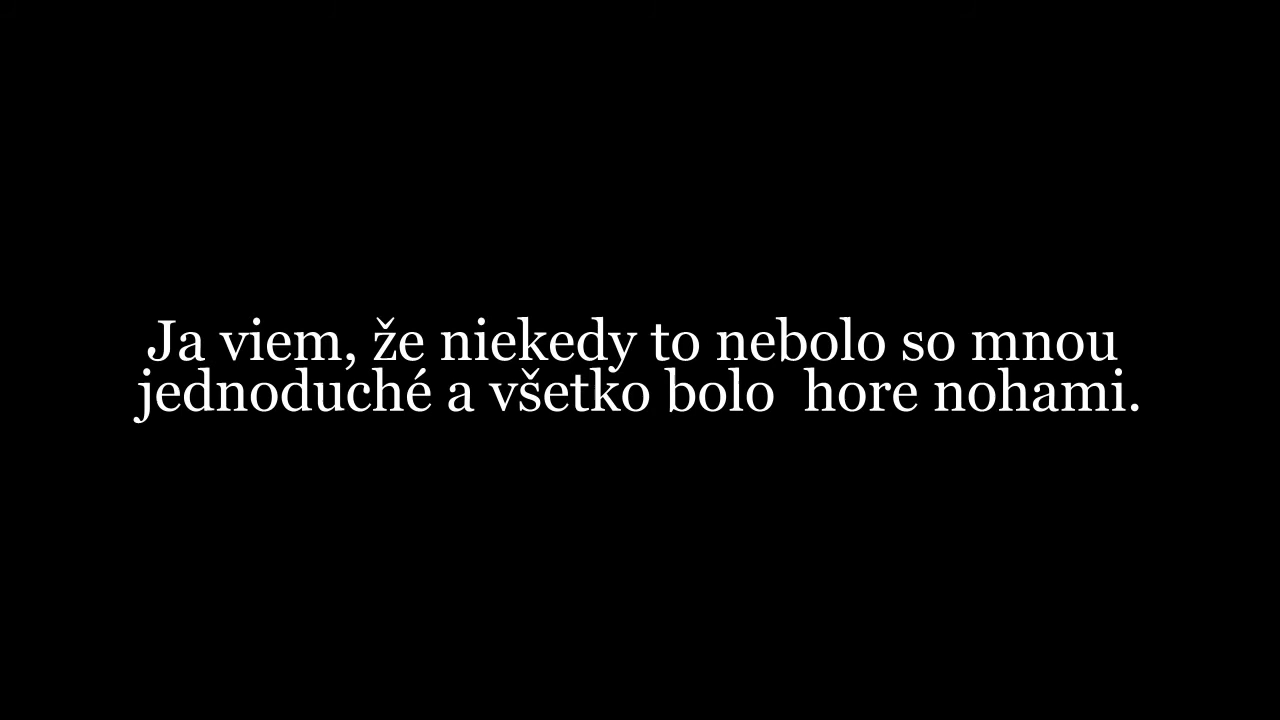 Ja viem, že niekedy to nebolo so mnou
jednoduché a všetko bolo  hore nohami.